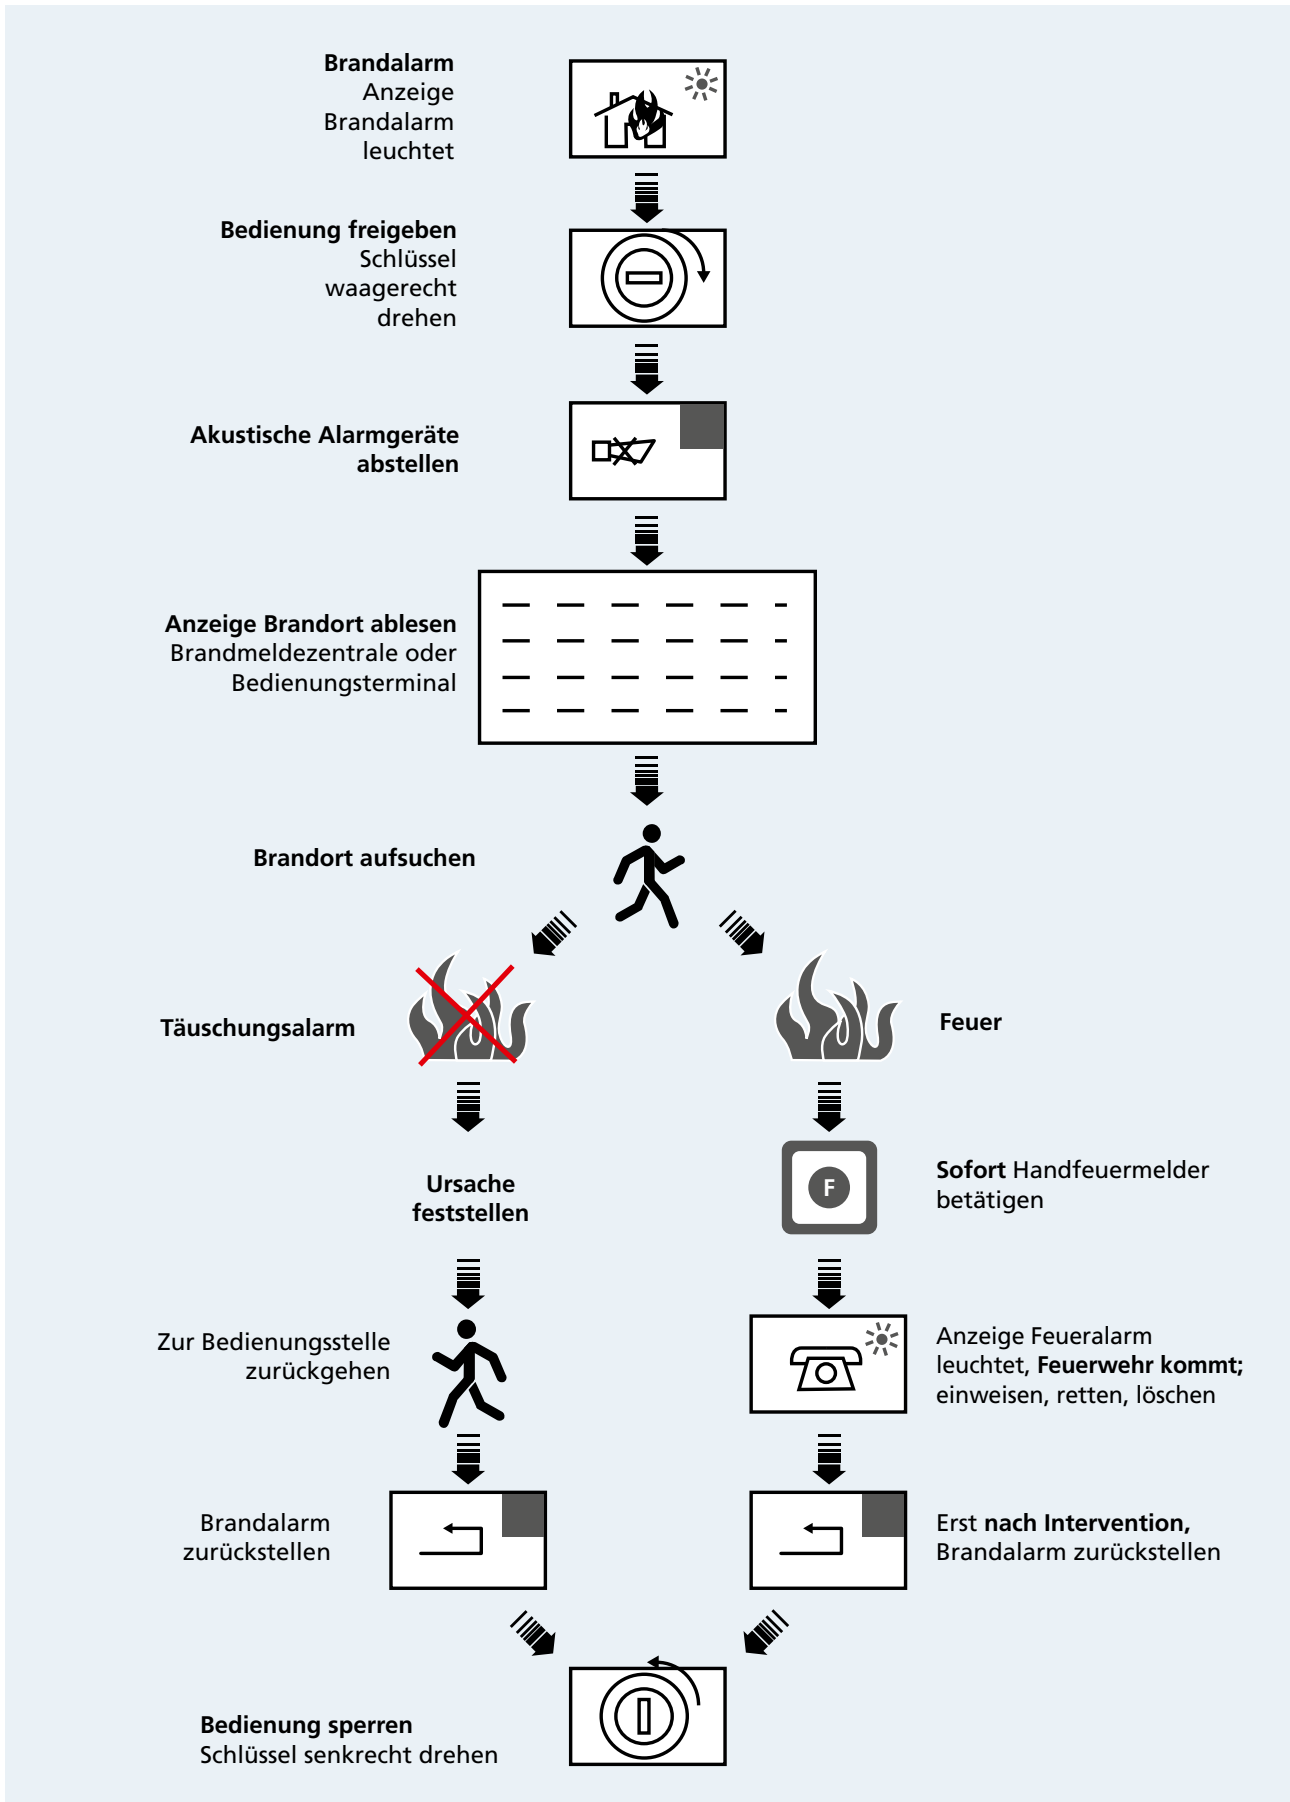 Brandalarm
Anzeige
Brandalarm
leuchtet
Bedienung freigeben
Schlüssel
waagerecht
drehen
Akustische Alarmgeräte
abstellen
Anzeige Brandort ablesen
Brandmeldezentrale oder
Bedienungsterminal
Brandort aufsuchen
Täuschungsalarm
Ursache
feststellen
Zur Bedienungsstelle
zurückgehen
Brandalarm
zurückstellen
Feuer
F
Sofort Handfeuermelder
betätigen
Anzeige Feueralarm
leuchtet, Feuerwehr kommt;
einweisen, retten, löschen
Erst nach Intervention,
Brandalarm zurückstellen
Bedienung sperren
Schlüssel senkrecht drehen